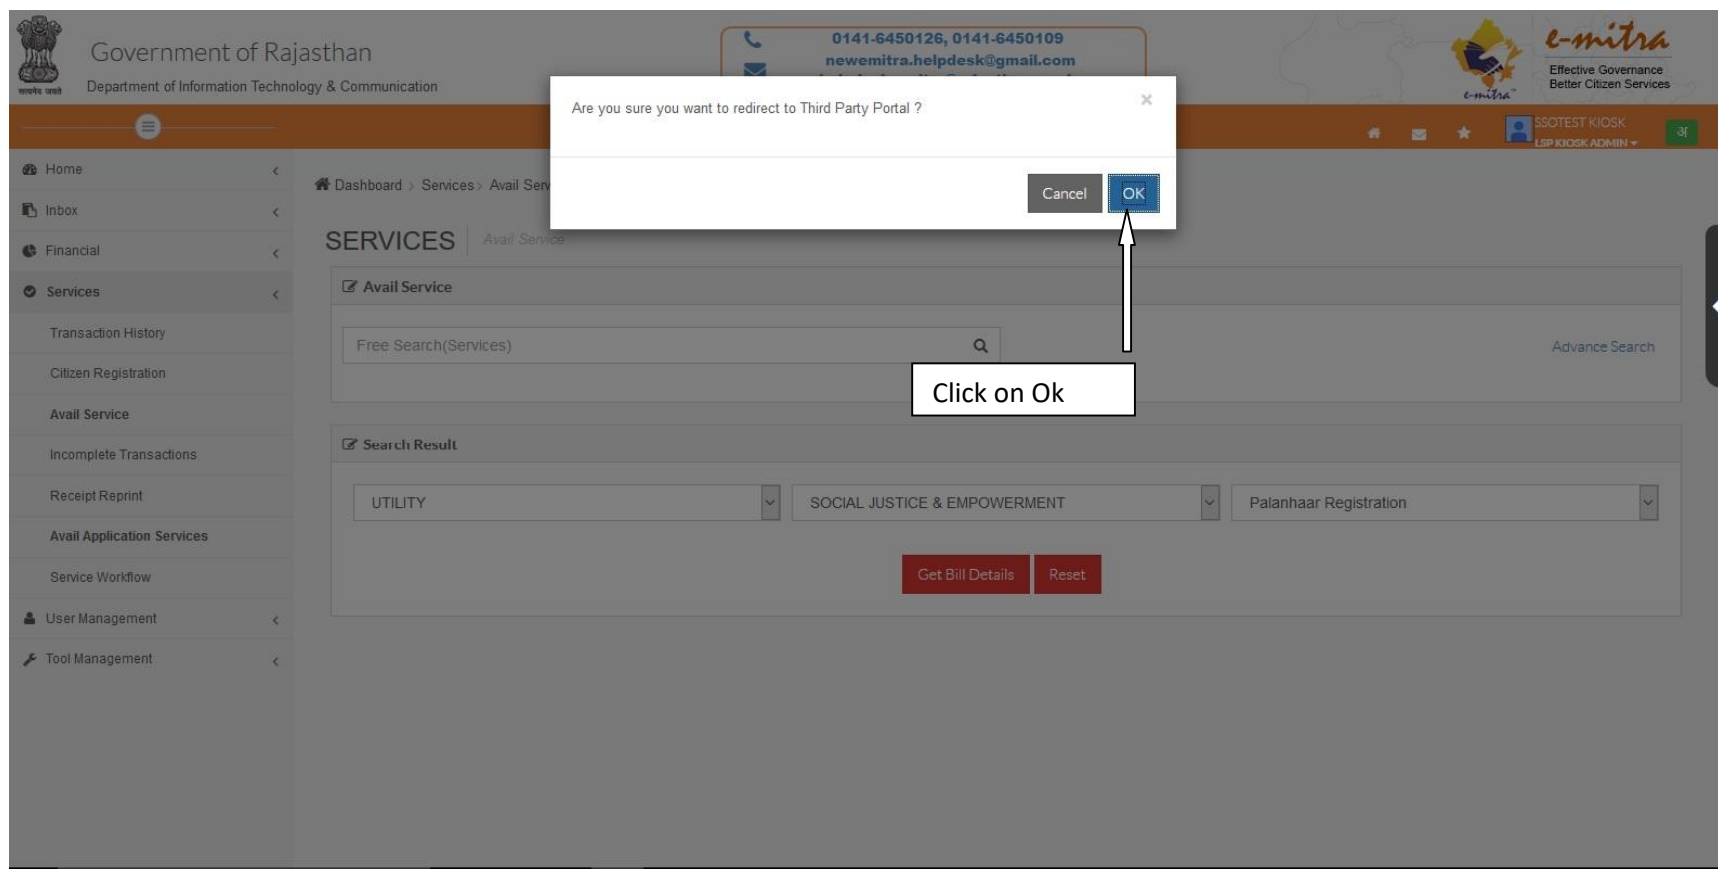 Government of Rajasthan
Department of Information Technology & Communication
सत्यमेव जयते
0141-6450126, 0141-6450109
newemitra.helpdesk@gmail.com
e-mitra
e-mitra
Effective Governance
Better Citizen Services
Are you sure you want to redirect to Third Party Portal ?
×
Cancel
OK
SSOTEST KIOSK
LSP KIOSK ADMIN
अ
Home
Inbox
Financial
Services
Transaction History
Citizen Registration
Avail Service
Incomplete Transactions
Receipt Reprint
Avail Application Services
Service Workflow
User Management
Tool Management
Dashboard > Services > Avail Serv
SERVICES Avail Service
Avail Service
Free Search(Services)
Advance Search
Click on Ok
Search Result
UTILITY
SOCIAL JUSTICE & EMPOWERMENT
Palanhaar Registration
Get Bill Details
Reset